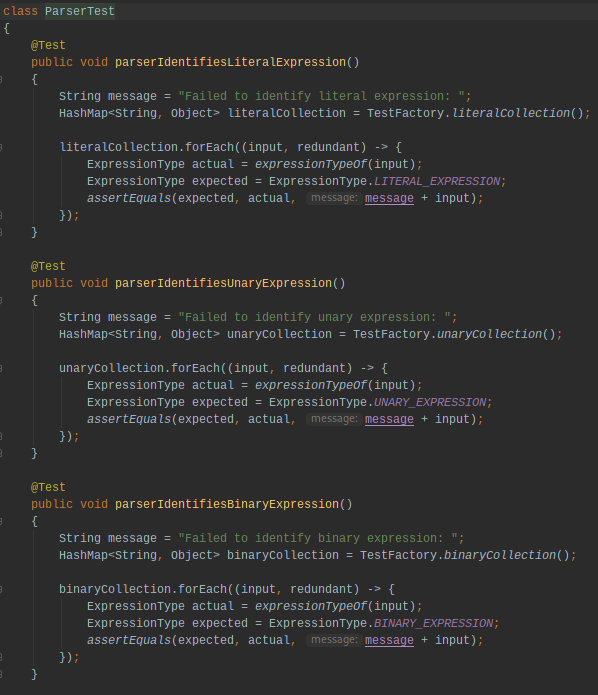 class ParserTest
{
@Test
public void parserIdentifiesLiteralExpression()
{
String message = "Failed to identify literal expression: ";
HashMap<String, Object> literalCollection = TestFactory.literalCollection();
literalCollection.forEach((input, redundant) -> {
ExpressionType actual = expressionTypeOf(input);
ExpressionType expected = ExpressionType.LITERAL_EXPRESSION;
assertEquals(expected, actual, message: message + input);
});
}
@Test
public void parserIdentifiesUnaryExpression()
{
String message = "Failed to identify unary expression: ";
HashMap<String, Object> unaryCollection = TestFactory.unaryCollection();
unaryCollection.forEach((input, redundant) -> {
ExpressionType actual = expressionTypeOf(input);
ExpressionType expected = ExpressionType.UNARY_EXPRESSION;
assertEquals(expected, actual, message: message + input);
});
}
@Test
public void parserIdentifiesBinaryExpression()
{
String message = "Failed to identify binary expression: ";
HashMap<String, Object> binaryCollection = TestFactory.binaryCollection();
binaryCollection.forEach((input, redundant) -> {
ExpressionType actual = expressionTypeOf(input);
ExpressionType expected = ExpressionType.BINARY_EXPRESSION;
assertEquals(expected, actual, message: message + input);
});
}